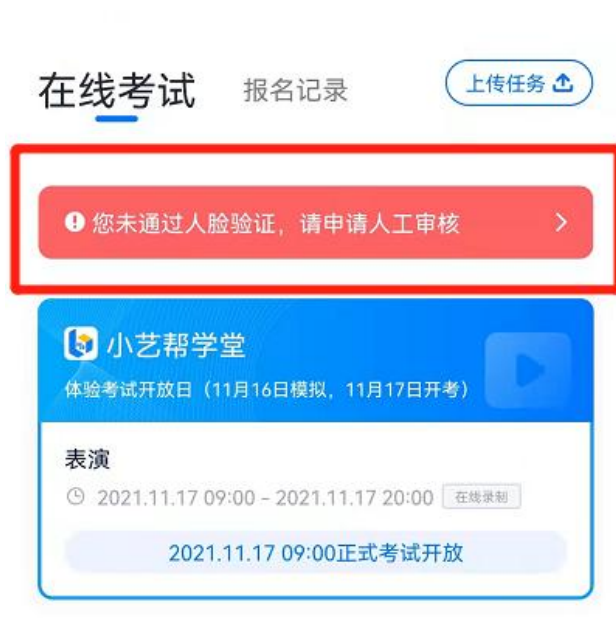 在线考试
报名记录
上传任务
您未通过人脸验证，请申请人工审核
小艺帮学堂
体验考试开放日（11月16日模拟，11月17日开考）
表演
2021.11.17 09:00 - 2021.11.17 20:00 在线录制
2021.11.17 09:00正式考试开放